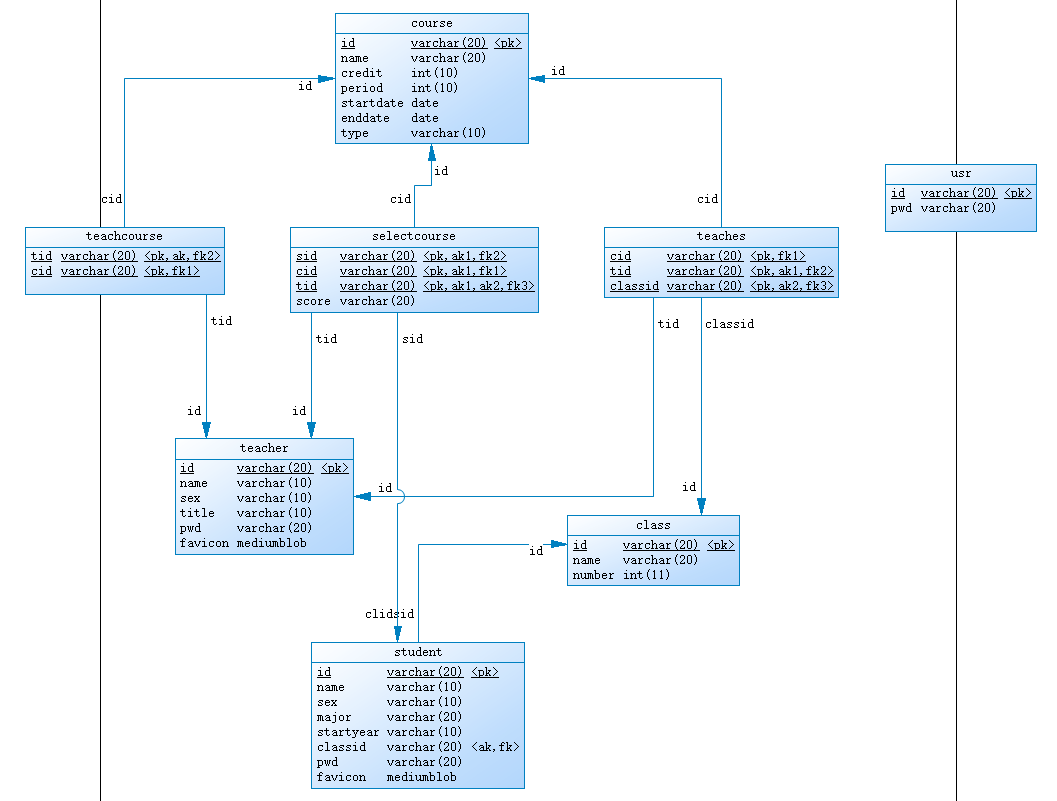 course
id varchar(20) <pk>
name varchar(20)
credit int(10)
period int(10)
startdate date
enddate date
type varchar(10)
id
id
id
cid
cid
cid
usr
id varchar(20) <pk>
pwd varchar(20)
teachcourse
tid varchar(20) <pk,ak,fk2>
cid varchar(20) <pk,fk1>
selectcourse
sid varchar(20) <pk,ak1,fk2>
cid varchar(20) <pk,ak1,fk1>
tid varchar(20) <pk,ak1,ak2,fk3>
score varchar(20)
teaches
cid varchar(20) <pk,fk1>
tid varchar(20) <pk,ak1,fk2>
classid varchar(20) <pk,ak2,fk3>
tid
tid
sid
tid
classid
id
id
teacher
id varchar(20) <pk>
name varchar(10)
sex varchar(10)
title varchar(10)
pwd varchar(20)
favicon mediumblob
id
id
class
id varchar(20) <pk>
name varchar(20)
number int(11)
id
clidsid
student
id varchar(20) <pk>
name varchar(10)
sex varchar(10)
major varchar(20)
startyear varchar(10)
classid varchar(20) <ak,fk>
pwd varchar(20)
favicon mediumblob